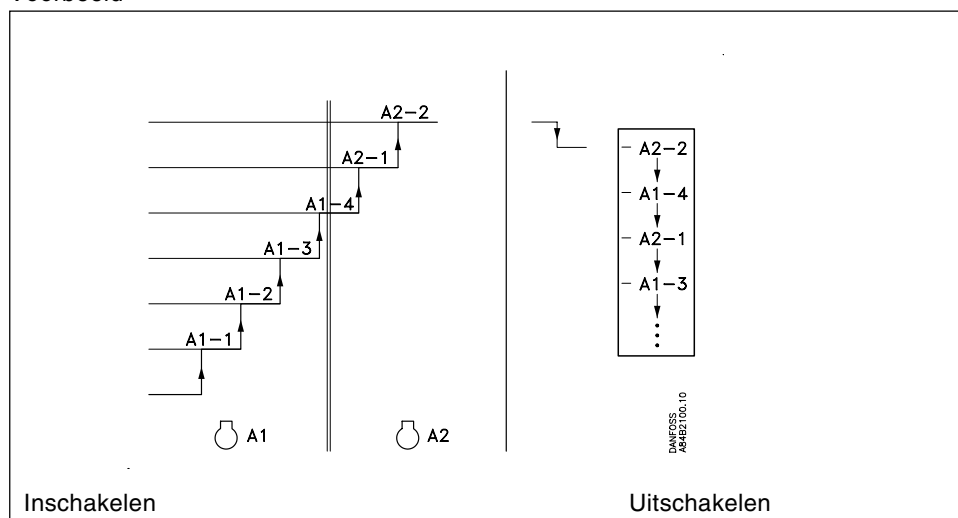 A2-2
A2-1
A1-4
A1-3
A1-2
A1-1
A1
A2
A2-2
A1-4
A2-1
A1-3
DANFOSS
A84B2100.10
Inschakelen
Uitschakelen